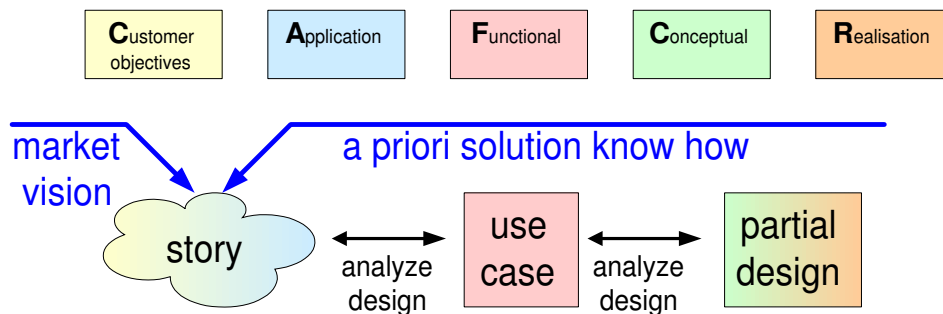 Customer
objectives
Application
Functional
Conceptual
Realisation
market
vision
a priori solution know how
story
analyze
design
use
case
analyze
design
partial
design